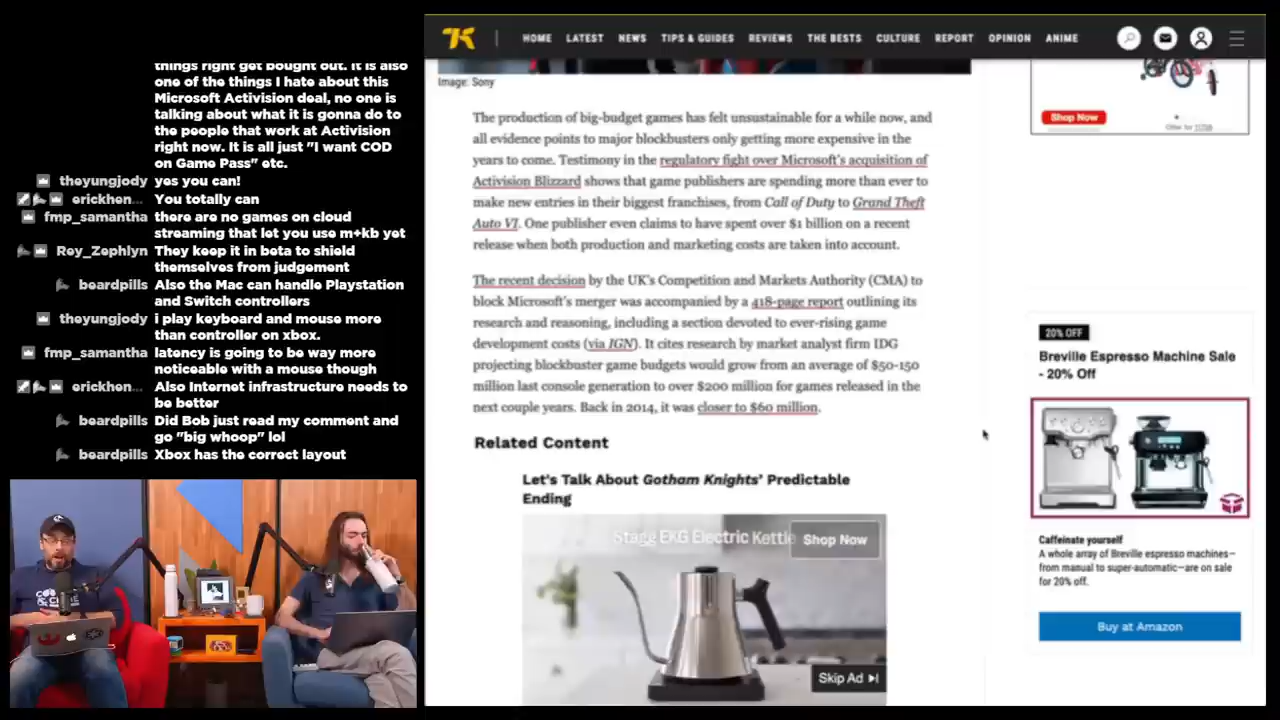 things right get bought out. It is also
one of the things I hate about this
Microsoft Activision deal, no one is
talking about what it is gonna do to
the people that work at Activision
right now. It is all just "I want COD
on Game Pass" etc.
theyungjody yes you can!
erickhen... You totally can
fmp_samantha there are no games on cloud
streaming that let you use m+kb yet
Rey_Zephlyn They keep it in beta to shield
themselves from judgement
beardpills Also the Mac can handle Playstation
and Switch controllers
theyungjody i play keyboard and mouse more
than controller on xbox.
fmp_samantha latency is going to be way more
noticeable with a mouse though
erickhen... Also Internet infrastructure needs to
be better
beardpills Did Bob just read my comment and
go "big whoop" lol
beardpills Xbox has the correct layout
K HOME LATEST NEWS TIPS & GUIDES REVIEWS THE BESTS CULTURE REPORT OPINION ANIME
Image: Sony
The production of big-budget games has felt unsustainable for a while now, and
all evidence points to major blockbusters only getting more expensive in the
years to come. Testimony in the regulatory fight over Microsoft's acquisition of
Activision Blizzard shows that game publishers are spending more than ever to
make new entries in their biggest franchises, from Call of Duty to Grand Theft
Auto VI. One publisher even claims to have spent over $1 billion on a recent
release when both production and marketing costs are taken into account.
The recent decision by the UK's Competition and Markets Authority (CMA) to
block Microsoft's merger was accompanied by a 418-page report outlining its
research and reasoning, including a section devoted to ever-rising game
development costs (via IGN). It cites research by market analyst firm IDG
projecting blockbuster game budgets would grow from an average of $50-150
million last console generation to over $200 million for games released in the
next couple years. Back in 2014, it was closer to $60 million.
Related Content
Let's Talk About Gotham Knights' Predictable
Ending
Stagg EKG Electric Kettle
Shop Now
Skip Ad
Shop Now
20% OFF
Breville Espresso Machine Sale
- 20% Off
Caffeinate yourself
A whole array of Breville espresso machines—
from manual to super-automatic—are on sale
for 20% off.
Buy at Amazon